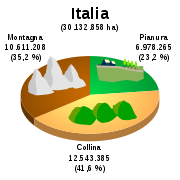 Italia
(30.132.858 ha)
Montagna
10.611.208
(35,2 %)
Pianura
6.978.265
(23,2 %)
Collina
12.543.385
(41,6 %)